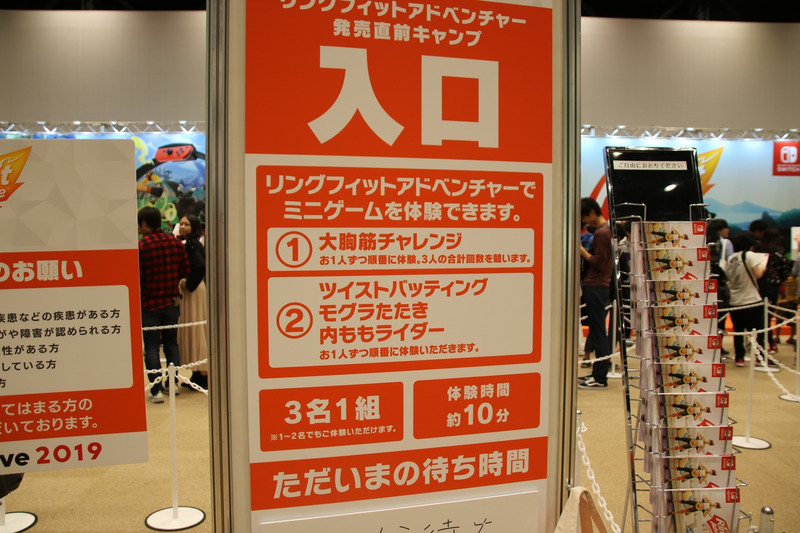 リングフィットアドベンチャー
発売直前キャンプ
入口
リングフィットアドベンチャーで
ミニゲームを体験できます。
① 大胸筋チャレンジ
お1人ずつ順番に体験。3人の合計回数を競います。
② ツイストバッティング
モグラたたき
内ももライダー
お1人ずつ順番に体験いただきます。
3名1組
※1~2名でもご体験いただけます。
体験時間
約10分
ただいまの待ち時間
のお願い
疾患などの疾患がある方
がや障害が認められる方
性がある方
している方
方
てはまる方の
だいております。
ive 2019
ご自由におとりください
SWITCH